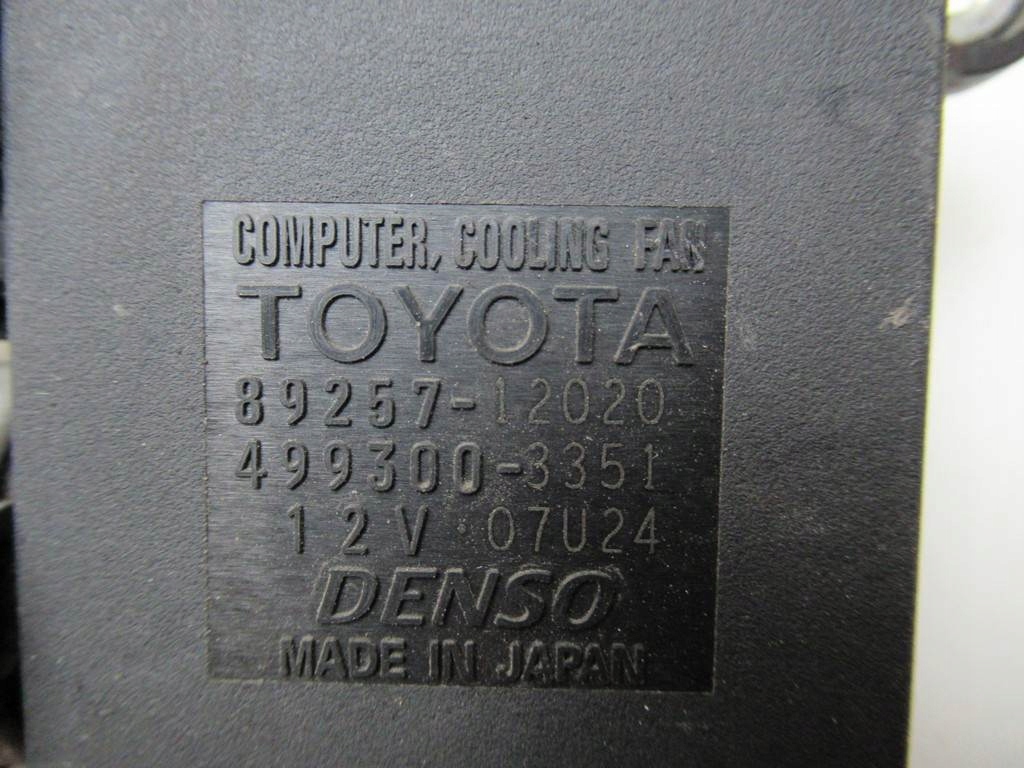 COMPUTER, COOLING FAN
TOYOTA
89257-12020
499300-3351
12V 07U24
DENSO
MADE IN JAPAN